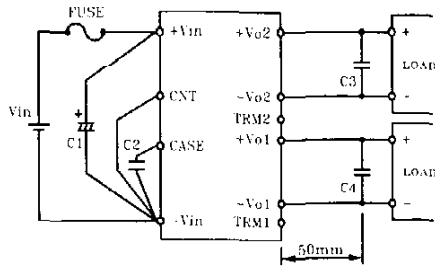 FUSE
+Vin
+Vo2
+
C3
LOAD
CNT
-Vo2
-
Vin
+
C1
C2
CASE
TRM2
+Vo1
+
C4
LOAD
-Vin
-Vo1
-
TRM1
50mm